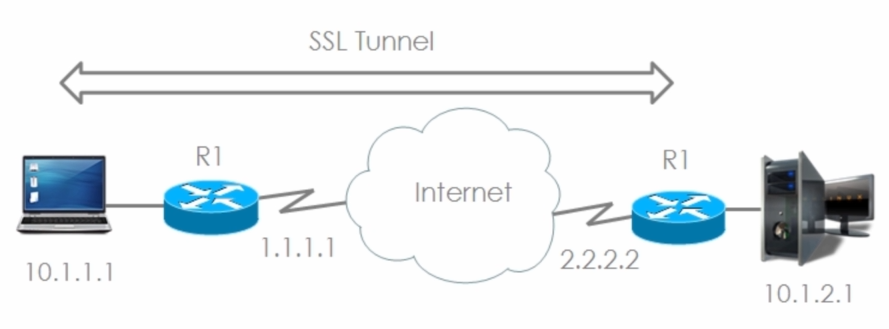 SSL Tunnel
R1
R1
Internet
1.1.1.1
2.2.2.2
10.1.1.1
10.1.2.1